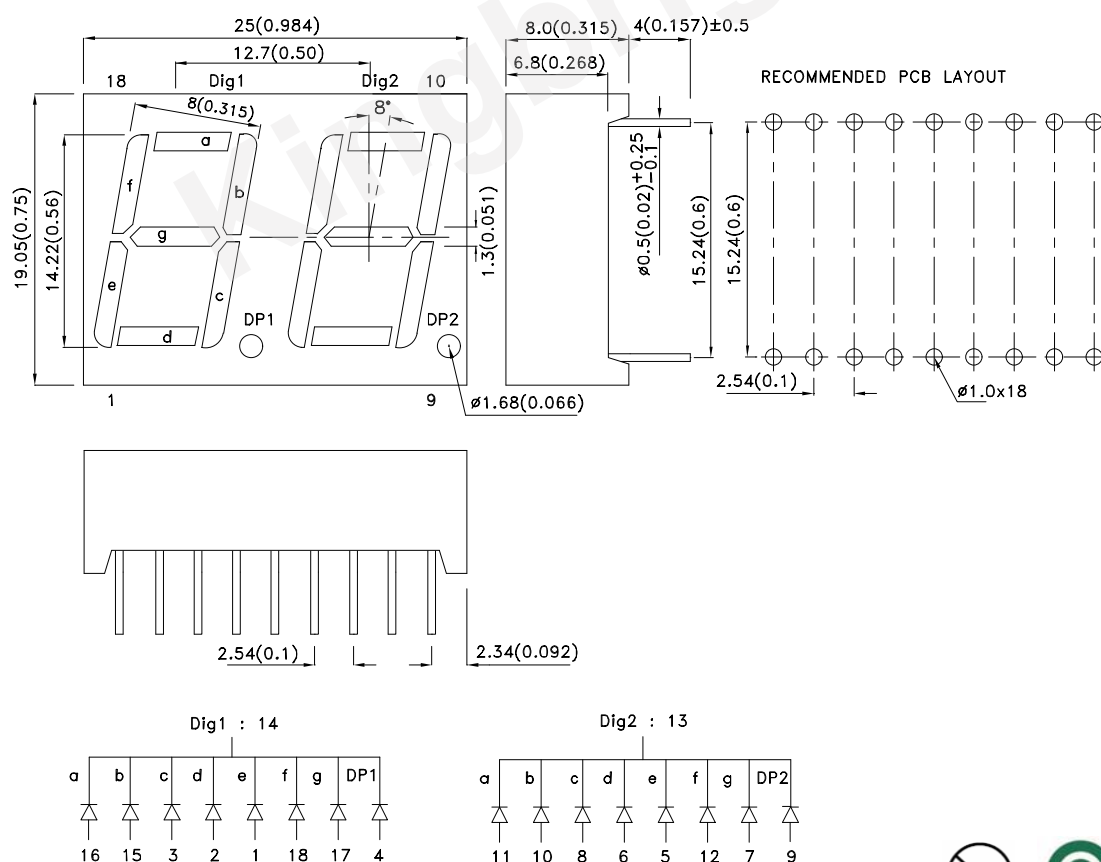 25(0.984)
12.7(0.50)
18 Dig1 Dig2 10
8(0.315)
8°
a
f
b
g
e
c
d
DP1
DP2
19.05(0.75)
14.22(0.56)
1.3(0.051)
1 9
ø1.68(0.066)
8.0(0.315) 4(0.157)±0.5
6.8(0.268)
ø0.5(0.02)+0.25
-0.1
15.24(0.6)
RECOMMENDED PCB LAYOUT
15.24(0.6)
2.54(0.1)
ø1.0x18
2.54(0.1)
2.34(0.092)
Dig1 : 14
a b c d e f g DP1
16 15 3 2 1 18 17 4
Dig2 : 13
a b c d e f g DP2
11 10 8 6 5 12 7 9